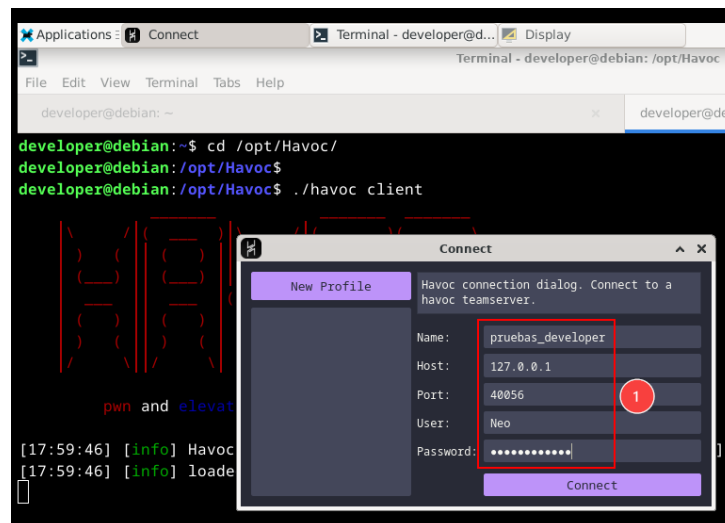 Applications
Connect
Terminal - developer@d...
Display
Terminal - developer@debian: /opt/Havoc
File Edit View Terminal Tabs Help
developer@debian: ~
developer@de
developer@debian:~$ cd /opt/Havoc/
developer@debian:/opt/Havoc$
developer@debian:/opt/Havoc$ ./havoc client
pwn and elevat
[17:59:46] [info] Havoc
[17:59:46] [info] loade
]
Connect
New Profile
Havoc connection dialog. Connect to a
havoc teamserver.
Name: pruebas_developer
Host: 127.0.0.1
Port: 40056
User: Neo
Password: ●●●●●●●●●●●●
Connect
1